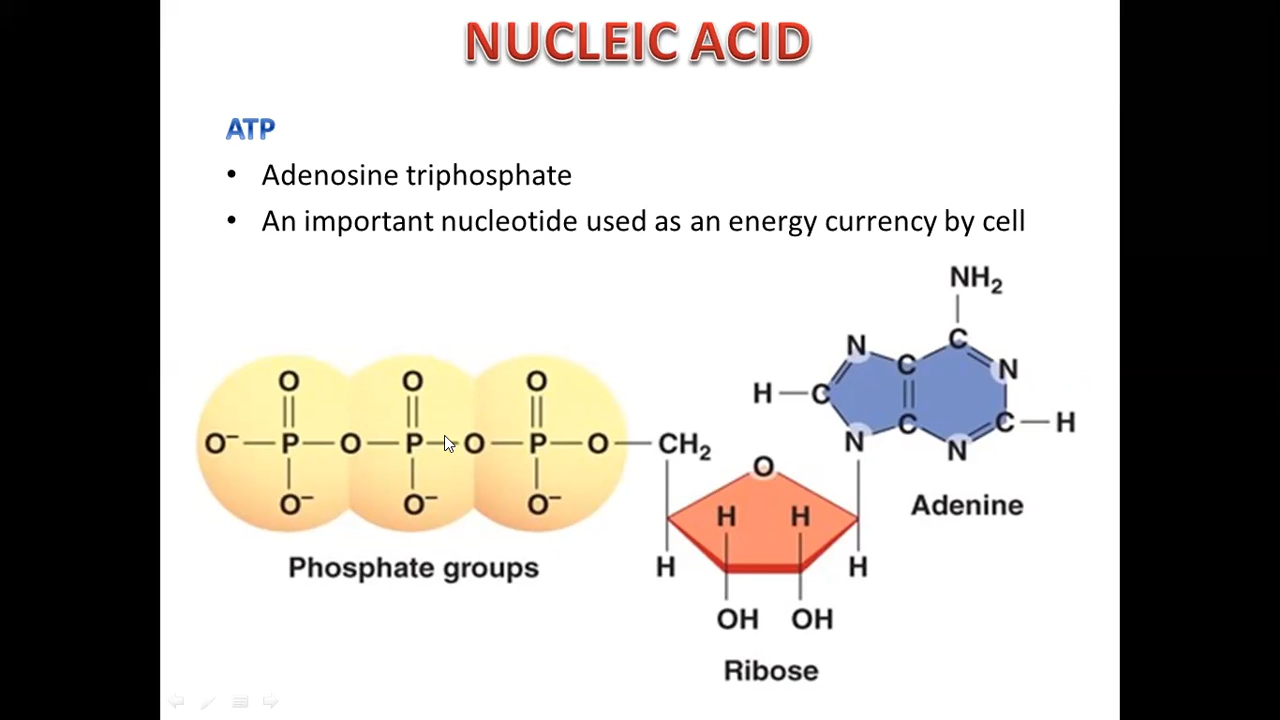 NUCLEIC ACID
ATP
• Adenosine triphosphate
• An important nucleotide used as an energy currency by cell
NH₂
N C N
H C C H
C
N N
O O O
O⁻ P O P O P O CH₂
O⁻ O⁻ O⁻
O
H H
H H
OH OH
Adenine
Phosphate groups
Ribose